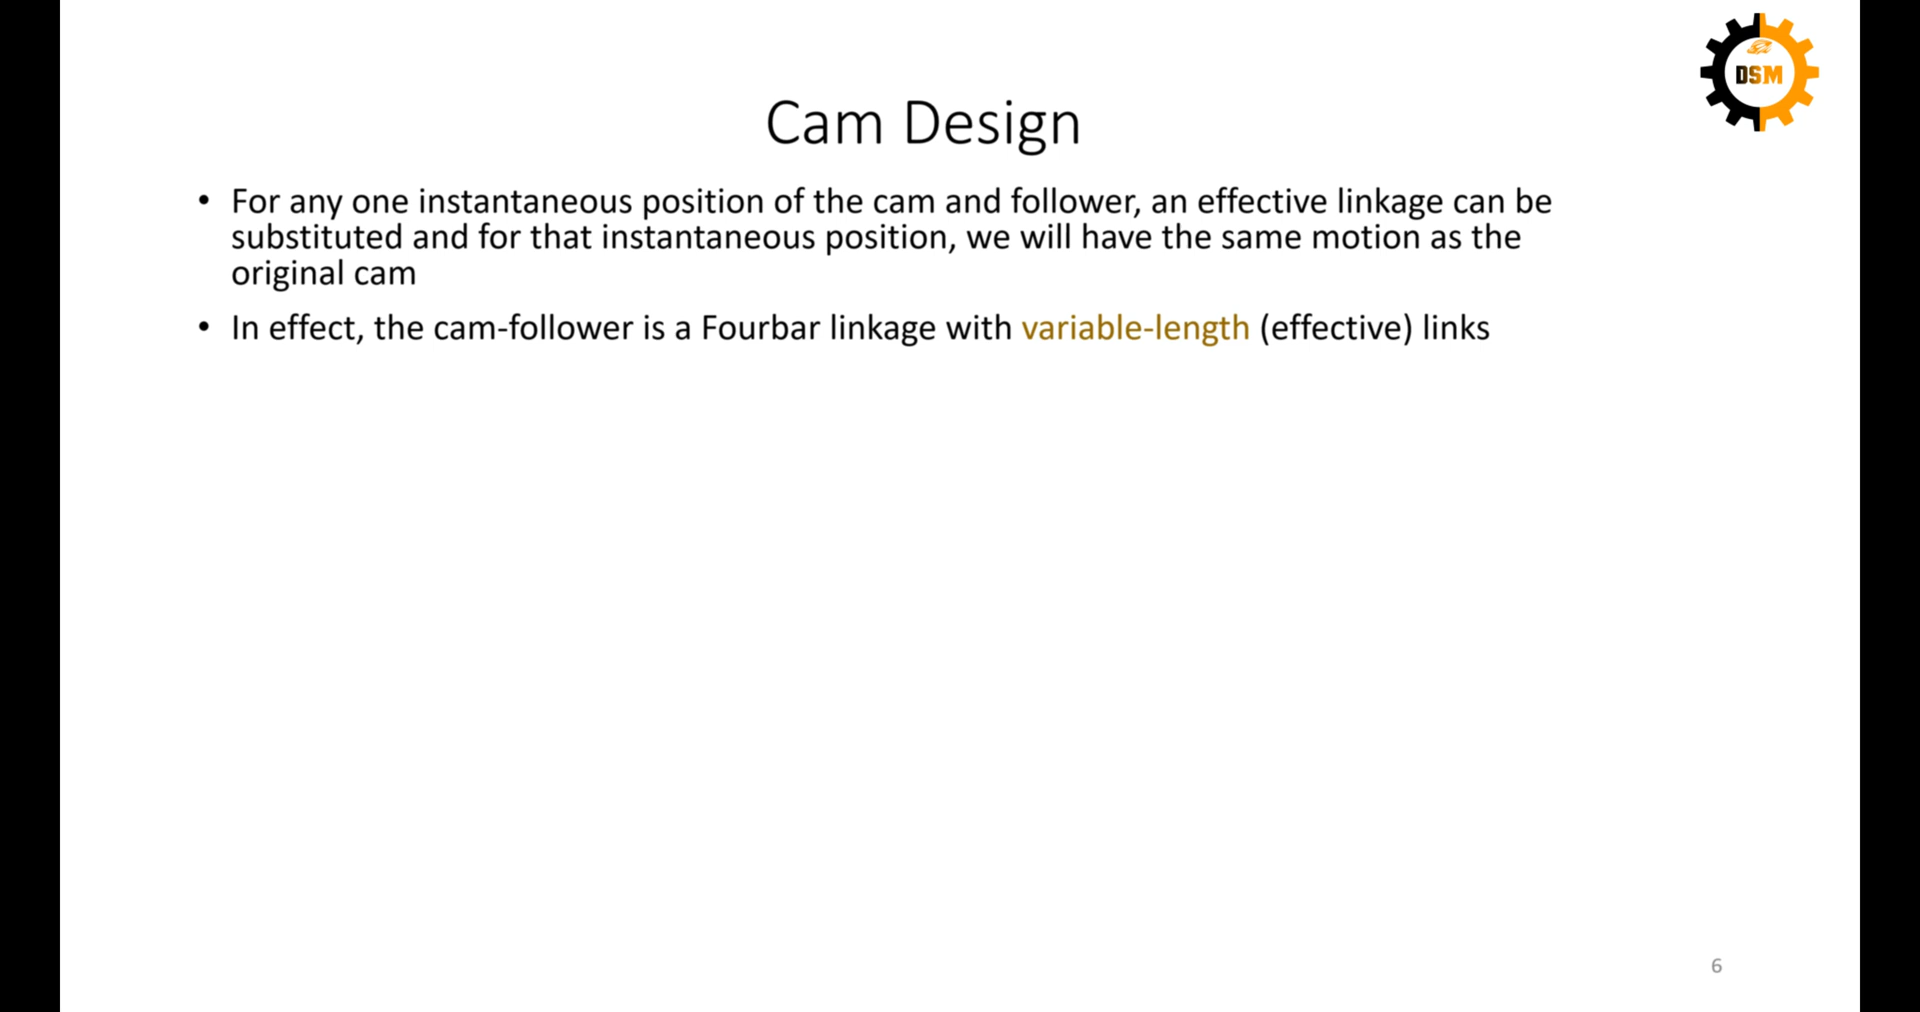 DSM
Cam Design
• For any one instantaneous position of the cam and follower, an effective linkage can be
substituted and for that instantaneous position, we will have the same motion as the
original cam
• In effect, the cam-follower is a Fourbar linkage with variable-length (effective) links
6